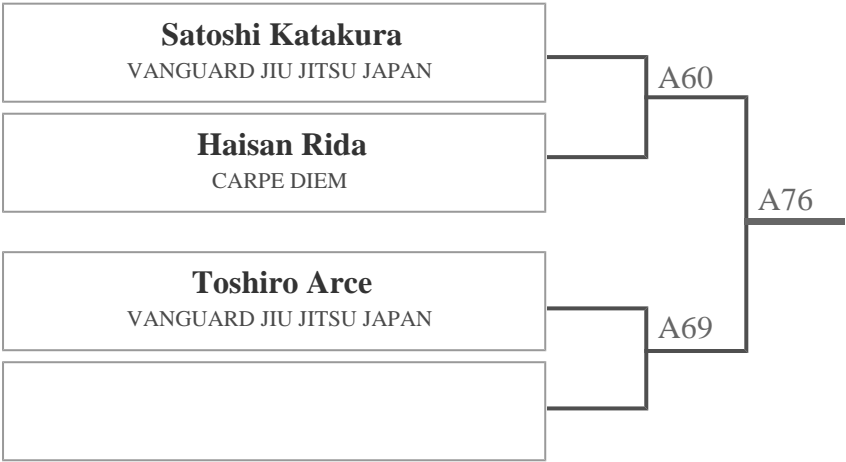 Satoshi Katakura
VANGUARD JIU JITSU JAPAN
A60
Haisan Rida
CARPE DIEM
A76
Toshiro Arce
VANGUARD JIU JITSU JAPAN
A69